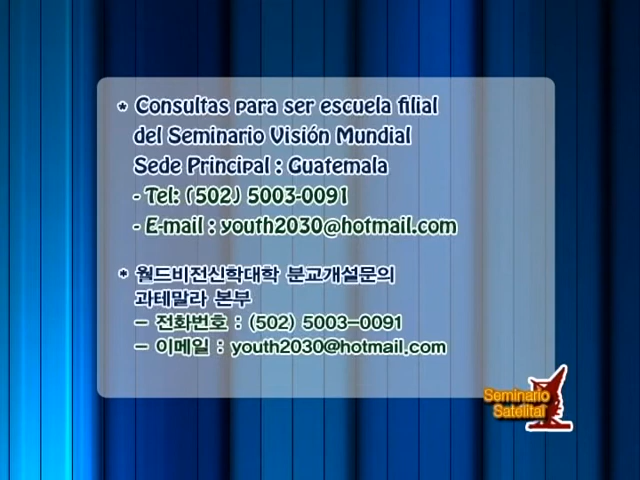 * Consultas para ser escuela filial
del Seminario Visión Mundial
Sede Principal : Guatemala
- Tel: (502) 5003-0091
- E-mail : youth2030@hotmail.com
* 월드비전신학대학 분교개설문의
과테말라 본부
- 전화번호 : (502) 5003-0091
- 이메일 : youth2030@hotmail.com
Seminario
Satelital